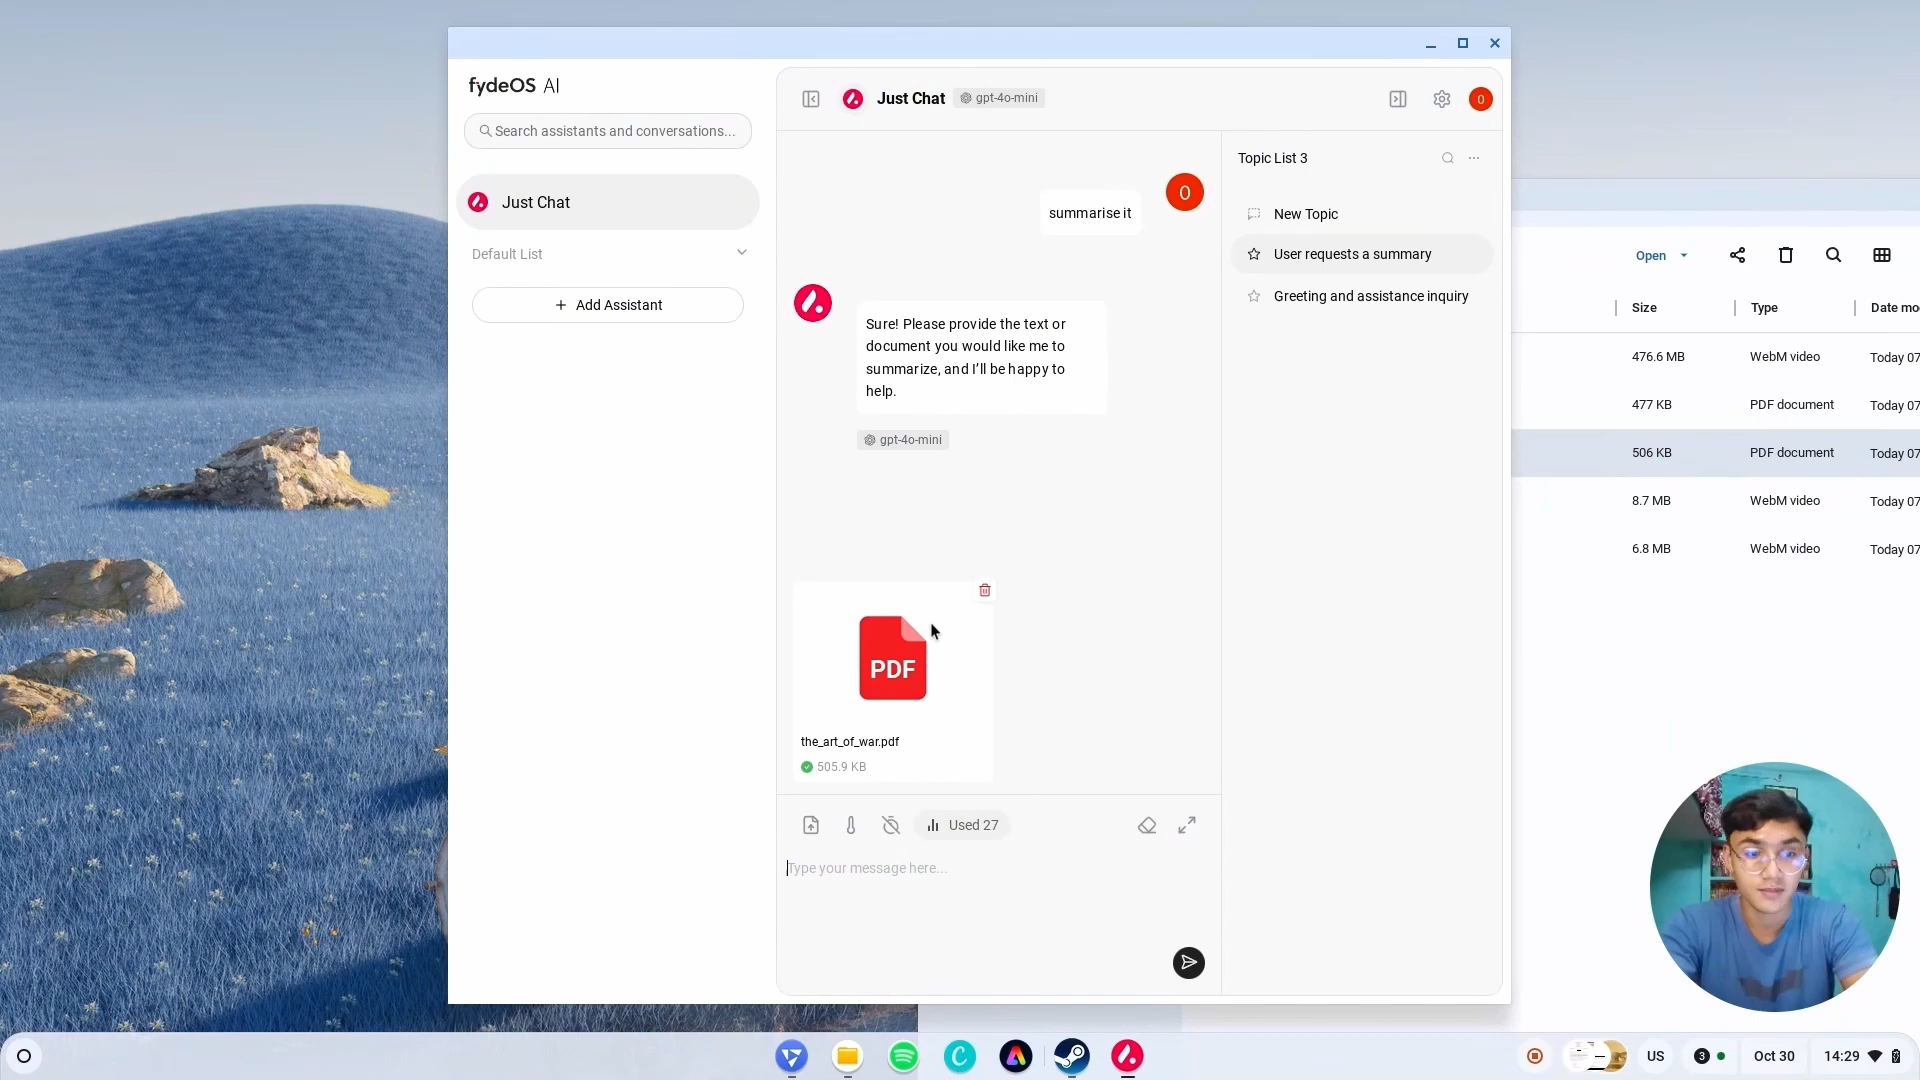 fydeOS AI
Search assistants and conversations...
Just Chat
Default List
+ Add Assistant
Just Chat
gpt-4o-mini
0
summarise it
0
Sure! Please provide the text or
document you would like me to
summarize, and I'll be happy to
help.
gpt-4o-mini
PDF
the_art_of_war.pdf
505.9 KB
Used 27
Type your message here...
Topic List 3
New Topic
User requests a summary
Greeting and assistance inquiry
Open
Size Type Date mo
476.6 MB WebM video Today 07
477 KB PDF document Today 07
506 KB PDF document Today 07
8.7 MB WebM video Today 07
6.8 MB WebM video Today 07
US 3 Oct 30 14:29